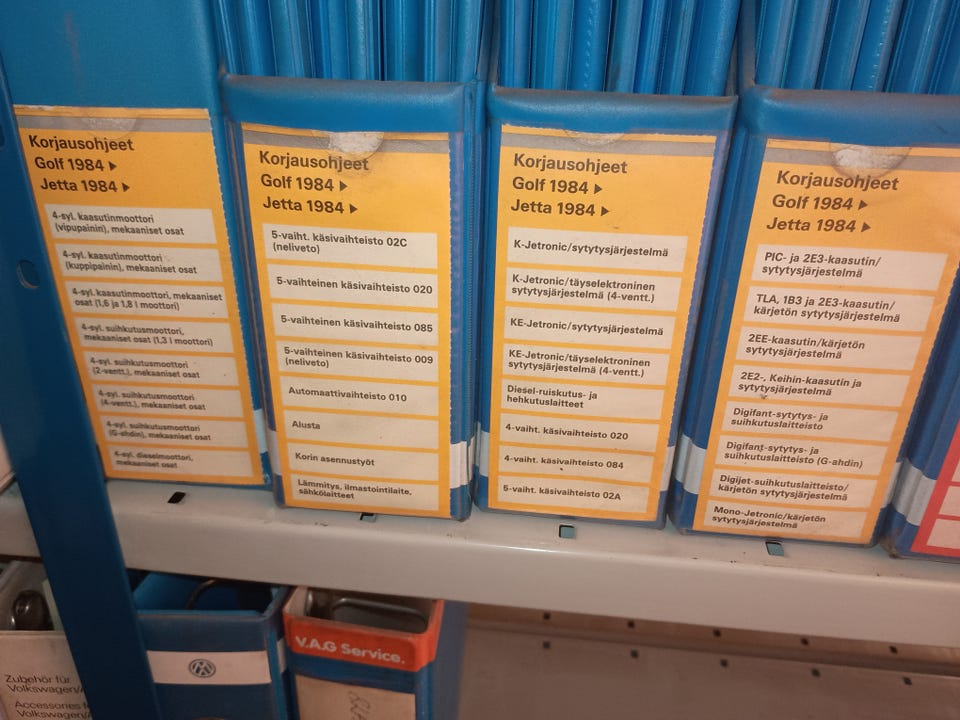 Korjausohjeet
Golf 1984 ▸
Jetta 1984 ▸
4-syl. kaasutinmoottori
(vipupainin), mekaaniset osat
4-syl. kaasutinmoottori
(kuppipainin), mekaaniset osat
4-syl. kaasutinmoottori, mekaaniset
osat (1,6 ja 1,8 l moottori)
4-syl. suihkutusmoottori,
mekaaniset osat (1,3 l moottori)
4-syl. suihkutusmoottori
(2-ventt.), mekaaniset osat
4-syl. suihkutusmoottori
(4-ventt.), mekaaniset osat
4-syl. suihkutusmoottori
(G-ahdin), mekaaniset osat
4-syl. dieselmoottori,
mekaaniset osat
Korjausohjeet
Golf 1984 ▸
Jetta 1984 ▸
5-vaiht. käsivaihteisto 02C
(neliveto)
5-vaihteinen käsivaihteisto 020
5-vaihteinen käsivaihteisto 085
5-vaihteinen käsivaihteisto 009
(neliveto)
Automaattivaihteisto 010
Alusta
Korin asennustyöt
Lämmitys, ilmastointilaite,
sähkölaitteet
Korjausohjeet
Golf 1984 ▸
Jetta 1984 ▸
K-Jetronic/sytytysjärjestelmä
K-Jetronic/täyselektroninen
sytytysjärjestelmä (4-ventt.)
KE-Jetronic/sytytysjärjestelmä
KE-Jetronic/täyselektroninen
sytytysjärjestelmä (4-ventt.)
Diesel-ruiskutus- ja
hehkutuslaitteet
4-vaiht. käsivaihteisto 020
4-vaiht. käsivaihteisto 084
5-vaiht. käsivaihteisto 02A
Korjausohjeet
Golf 1984 ▸
Jetta 1984 ▸
PIC- ja 2E3-kaasutin/
sytytysjärjestelmä
TLA, 1B3 ja 2E3-kaasutin/
kärjetön sytytysjärjestelmä
2EE-kaasutin/kärjetön
sytytysjärjestelmä
2E2-, Keihin-kaasutin ja
sytytysjärjestelmä
Digifant-sytytys- ja
suihkutuslaitteisto
Digifant-sytytys- ja
suihkutuslaitteisto (G-ahdin)
Digijet-suihkutuslaitteisto/
kärjetön sytytysjärjestelmä
Mono-Jetronic/kärjetön
sytytysjärjestelmä
V.A.G Service.
Zubehör für
Volkswagen/
Accessories
Volkswagen/